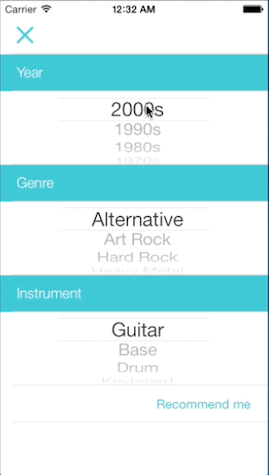 Carrier 12:32 AM
Year
2000s
1990s
1980s
1970s
Genre
Alternative
Art Rock
Hard Rock
Heavy Metal
Instrument
Guitar
Base
Drum
Keyboard
Recommend me